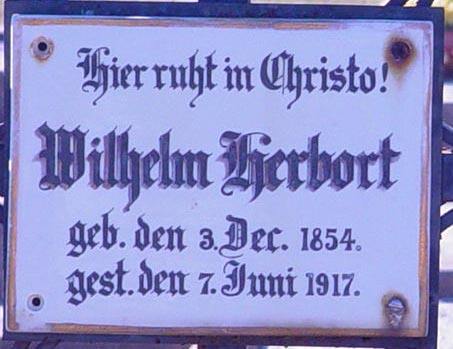 Hier ruht in Christo!
Wilhelm Herbort
geb. den 3. Dec. 1854.
gest. den 7. Juni 1917.